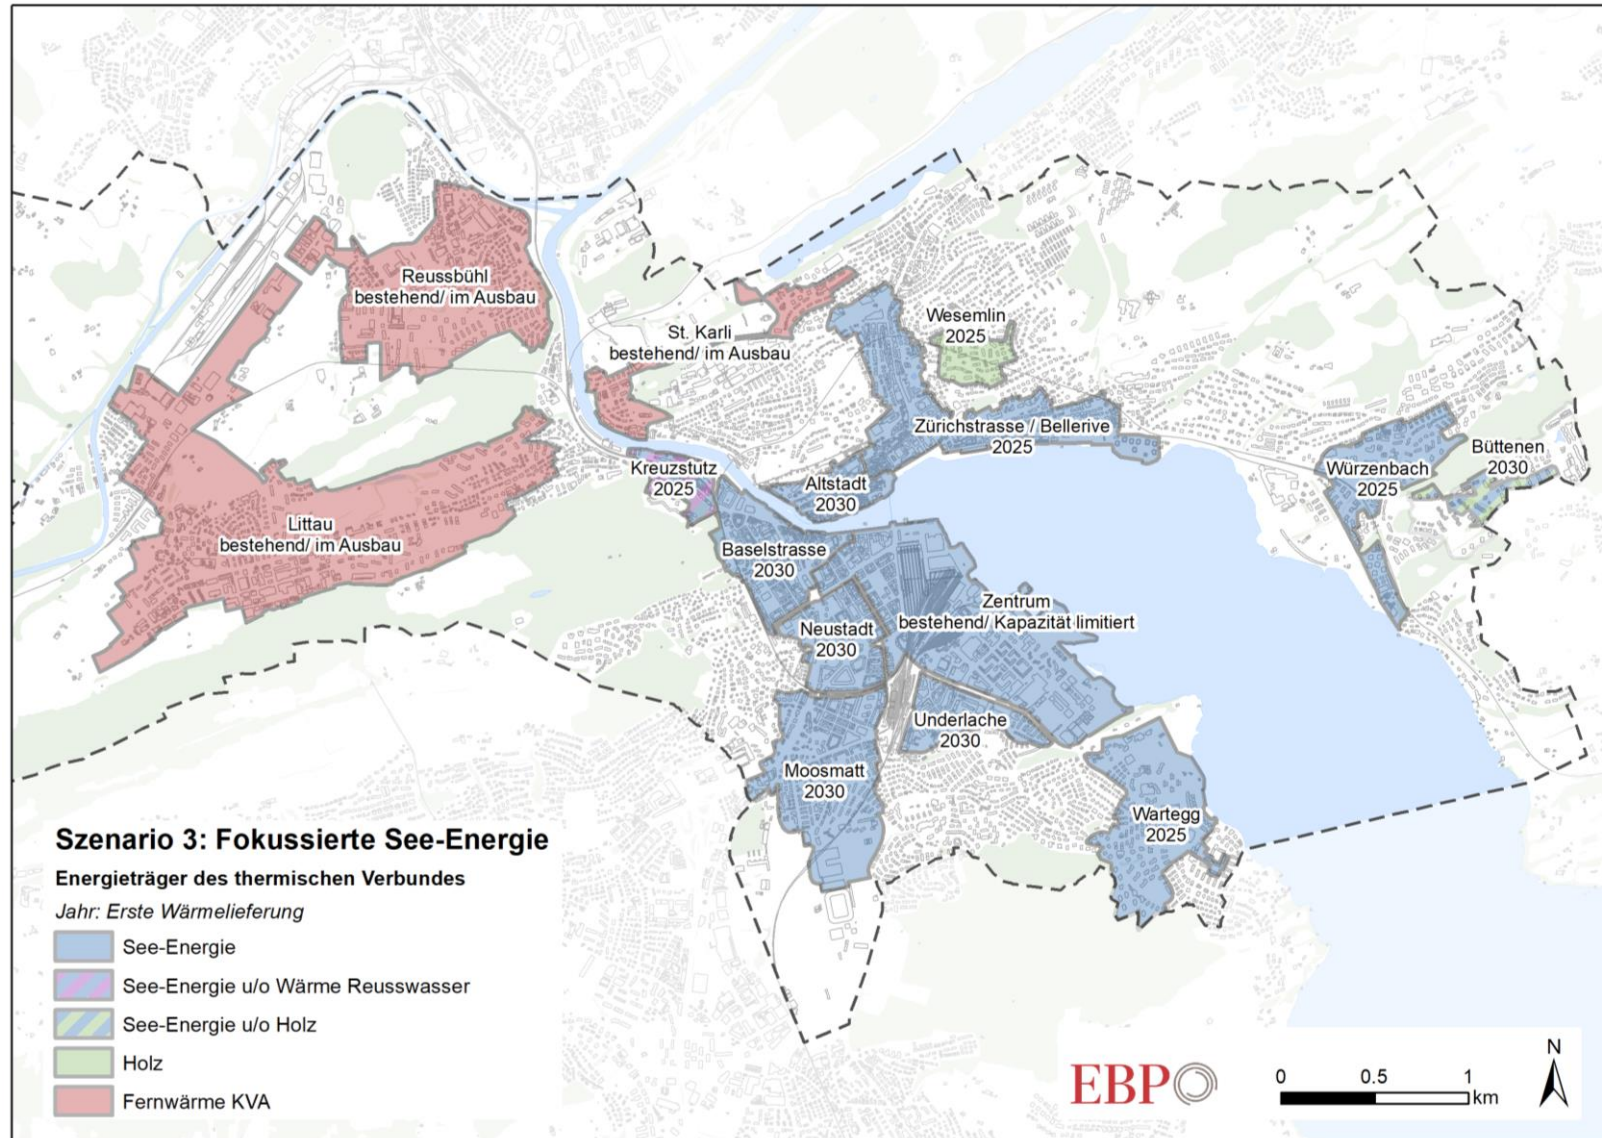 Reussbühl
bestehend/ im Ausbau
St. Karli
bestehend/ im Ausbau
Wesemlin
2025
Zürichstrasse / Bellerive
2025
Kreuzstutz
2025
Altstadt
2030
Würzenbach
2025
Büttenen
2030
Littau
bestehend/ im Ausbau
Baselstrasse
2030
Zentrum
bestehend/ Kapazität limitiert
Neustadt
2030
Underlache
2030
Moosmatt
2030
Wartegg
2025
Szenario 3: Fokussierte See-Energie
Energieträger des thermischen Verbundes
Jahr: Erste Wärmelieferung
See-Energie
See-Energie u/o Wärme Reusswasser
See-Energie u/o Holz
Holz
Fernwärme KVA
EBP
0 0.5 1
km
N